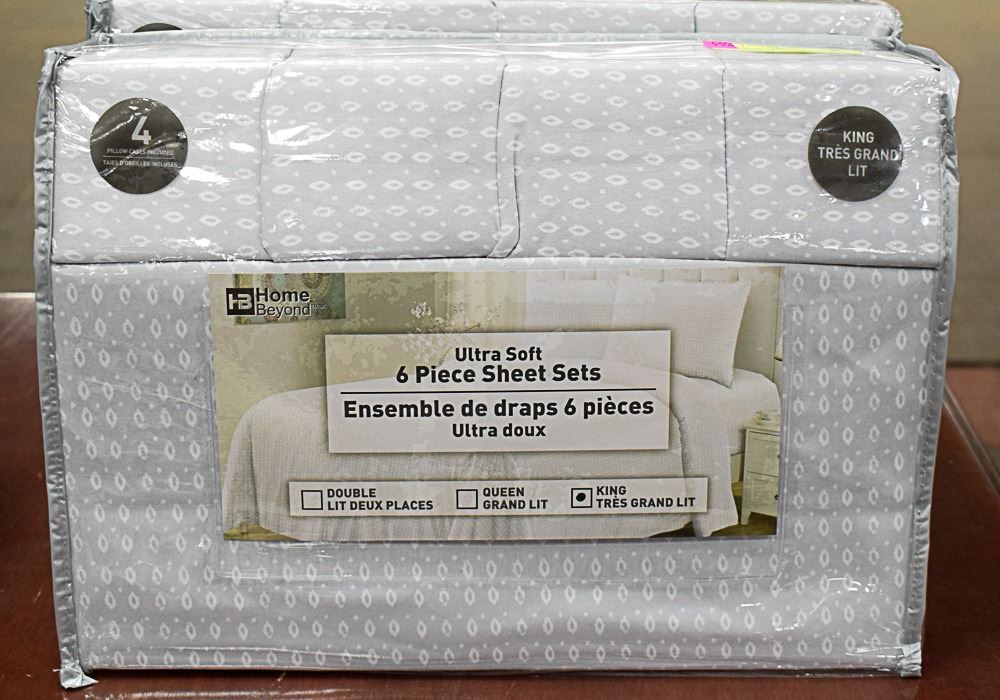 4
PILLOW CASES INCLUDED
TAIES D'OREILLER INCLUSES
KING
TRÈS GRAND
LIT
HB Home
Beyond
Ultra Soft
6 Piece Sheet Sets
Ensemble de draps 6 pièces
Ultra doux
DOUBLE
LIT DEUX PLACES
QUEEN
GRAND LIT
KING
TRÈS GRAND LIT